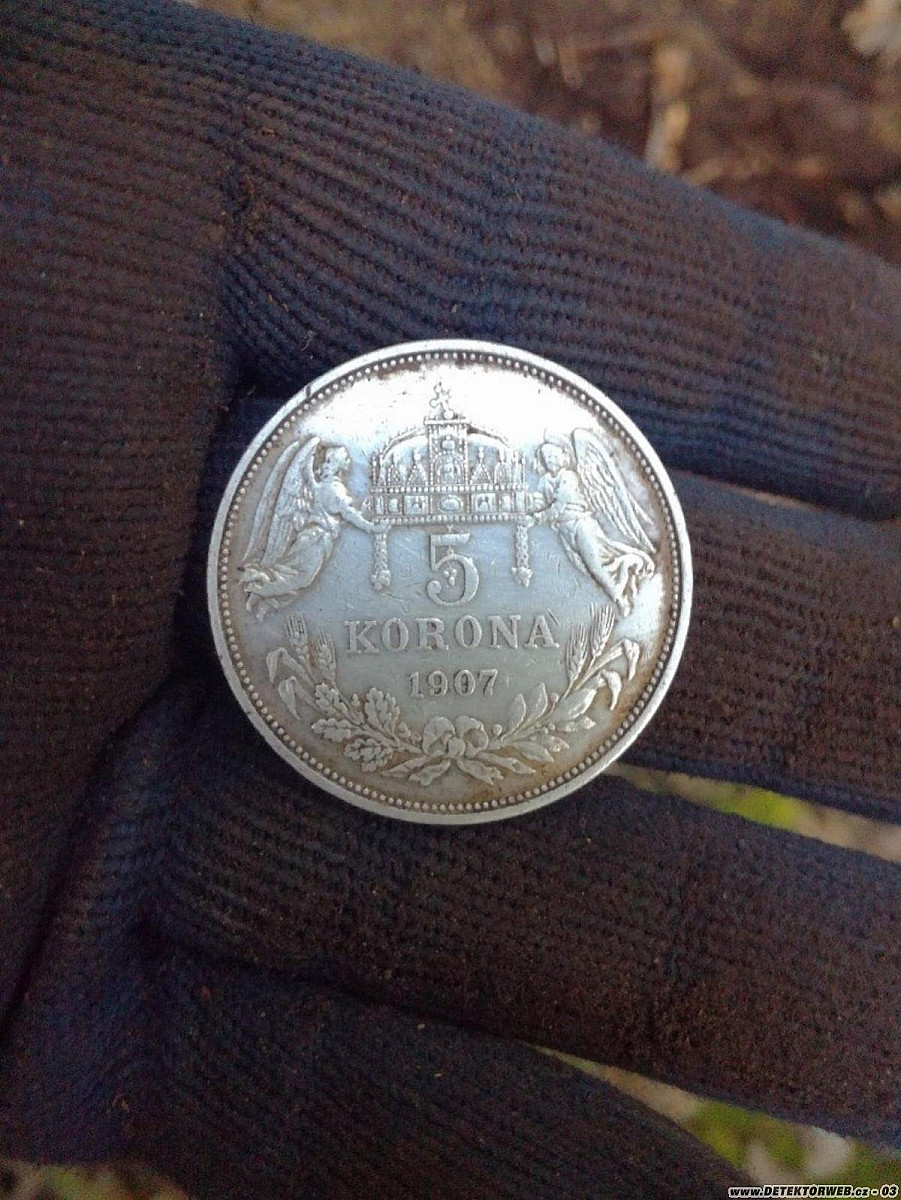 5
KORONA
1907
www.DETEKTORWEB.cz - 03